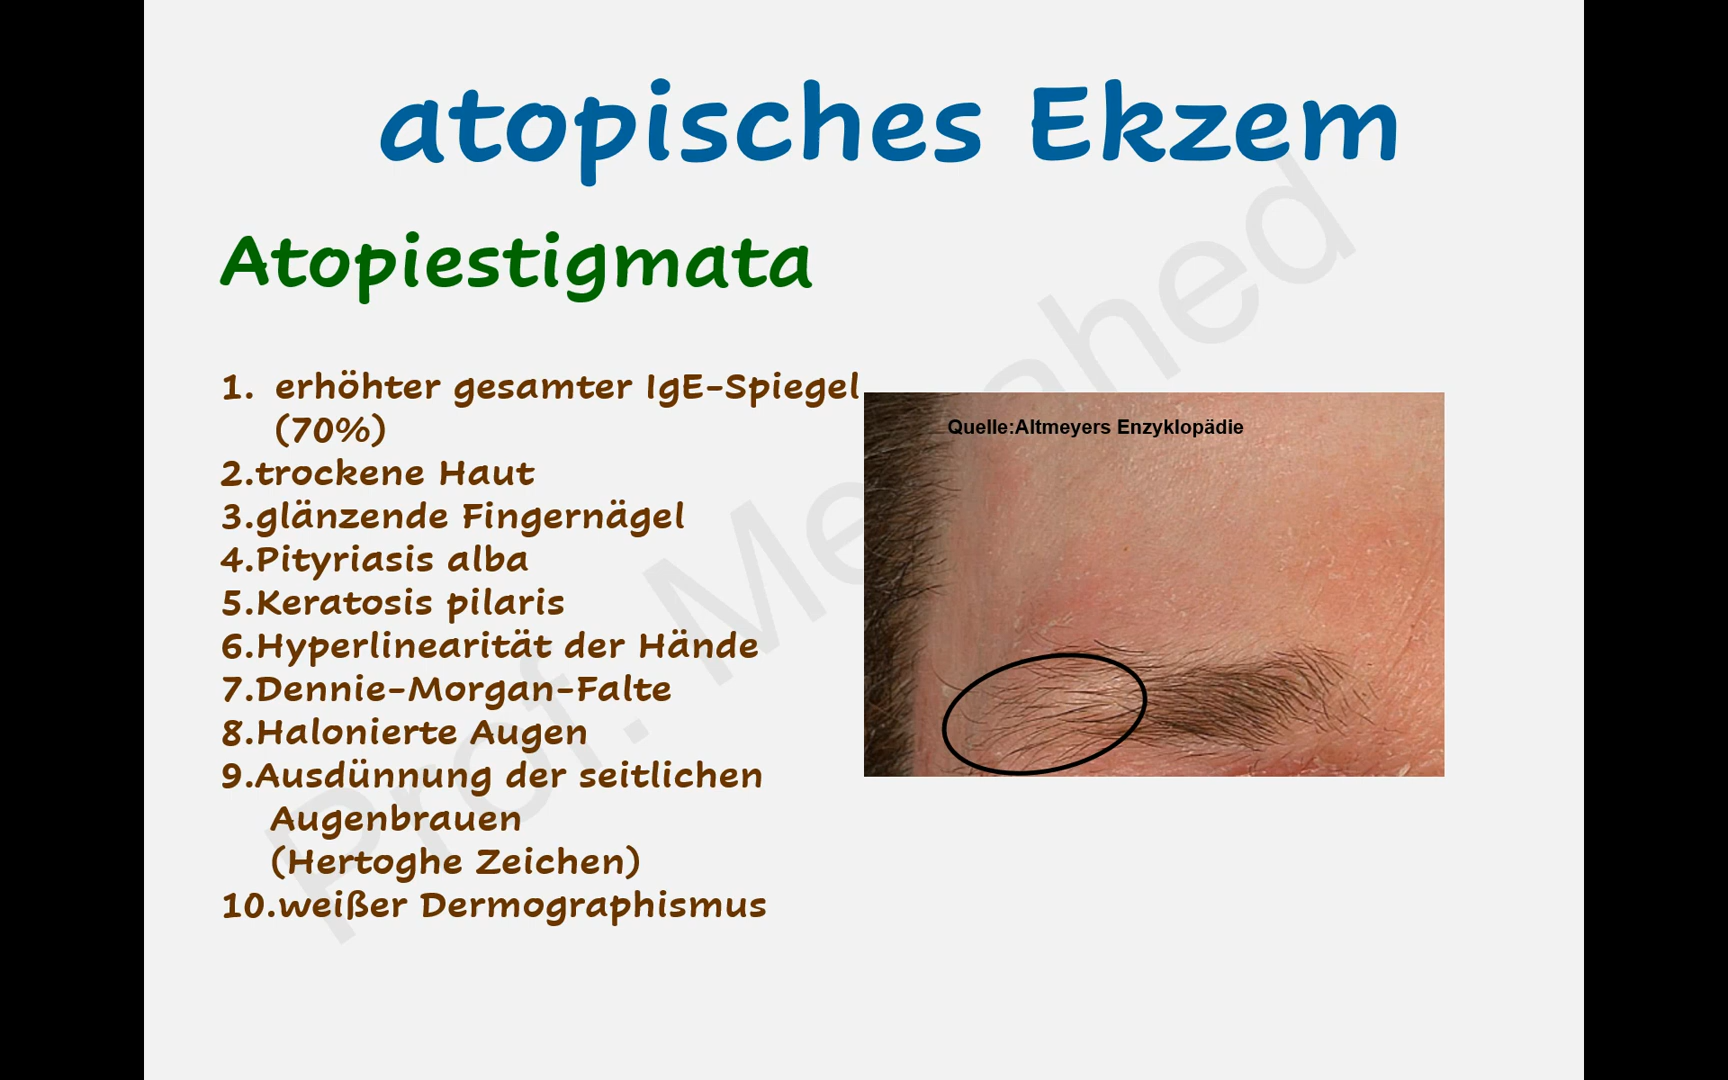 atopisches Ekzem
Atopiestigmata
1. erhöhter gesamter IgE-Spiegel
(70%)
2.trockene Haut
3.glänzende Fingernägel
4.Pityriasis alba
5.Keratosis pilaris
6.Hyperlinearität der Hände
7.Dennie-Morgan-Falte
8.Halonierte Augen
9.Ausdünnung der seitlichen
Augenbrauen
(Hertoghe Zeichen)
10.weißer Dermographismus
Quelle:Altmeyers Enzyklopädie
Prof. Me ahed